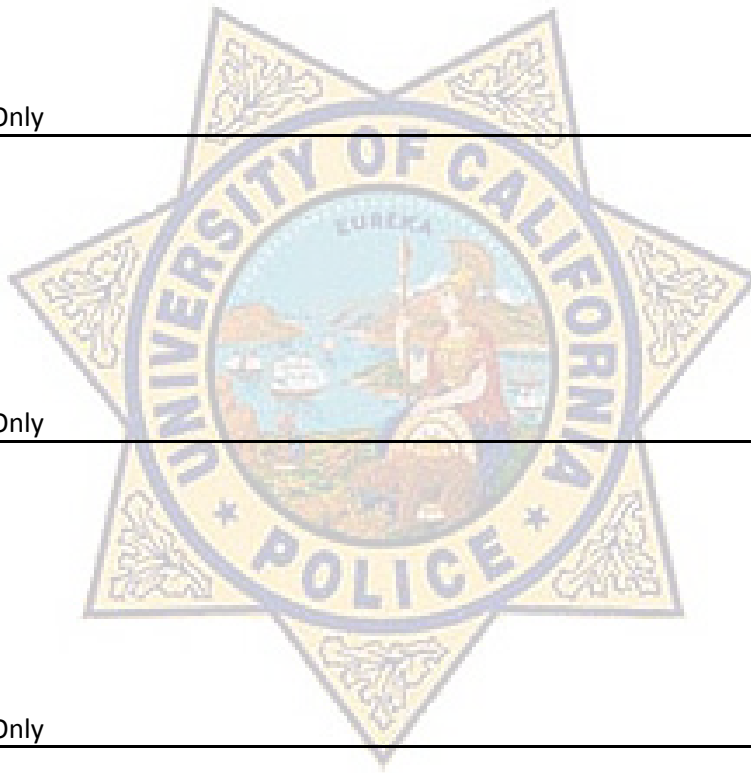 Only
UNIVERSITY OF CALIFORNIA
EUREKA
Only
POLICE
Only